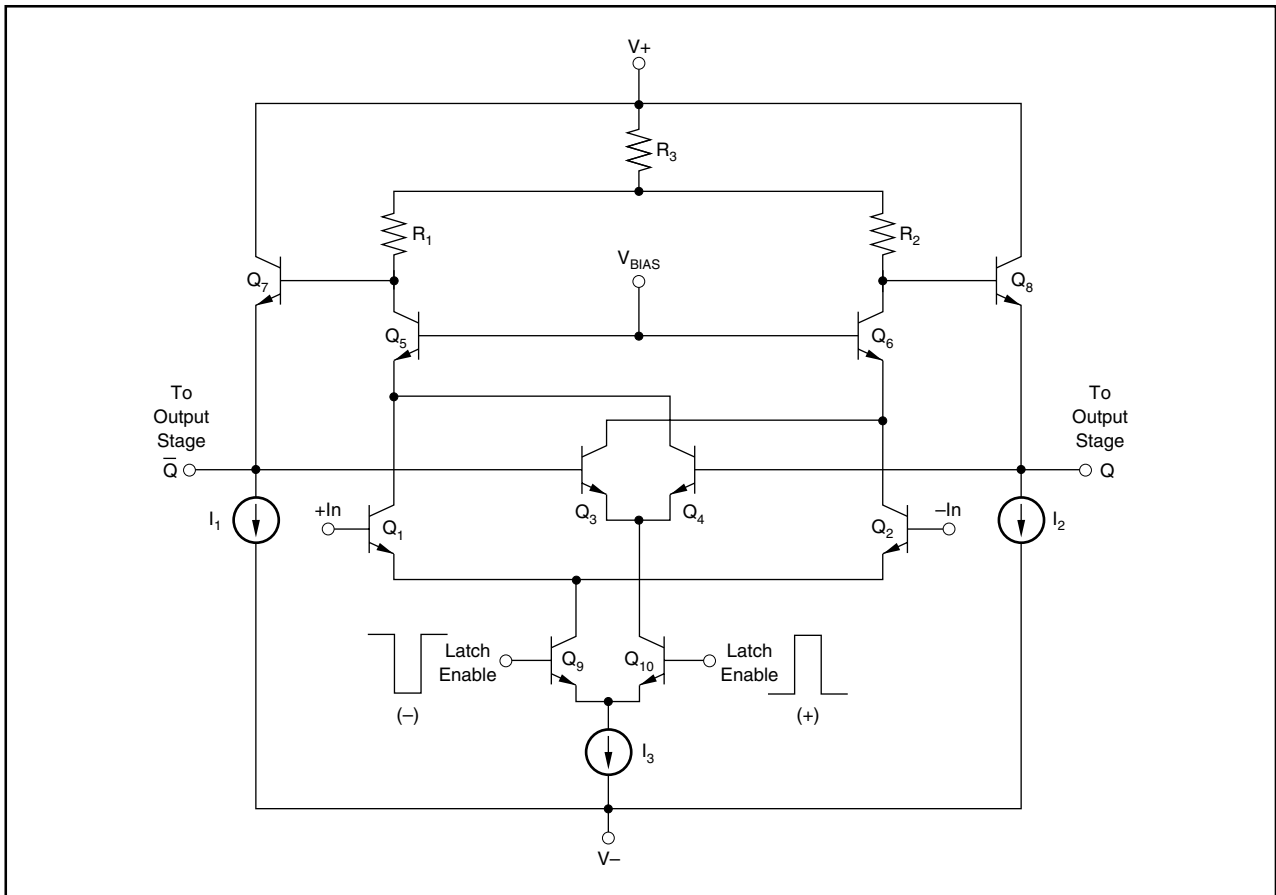 V+
R₃
R₁
R₂
V_BIAS
Q₇
Q₈
Q₅
Q₆
To
Output
Stage
Q̅
To
Output
Stage
Q
I₁
+In
Q₁
Q₃
Q₄
Q₂
–In
I₂
Latch
Enable
Q₉
Q₁₀
Latch
Enable
(–)
(+)
I₃
V–